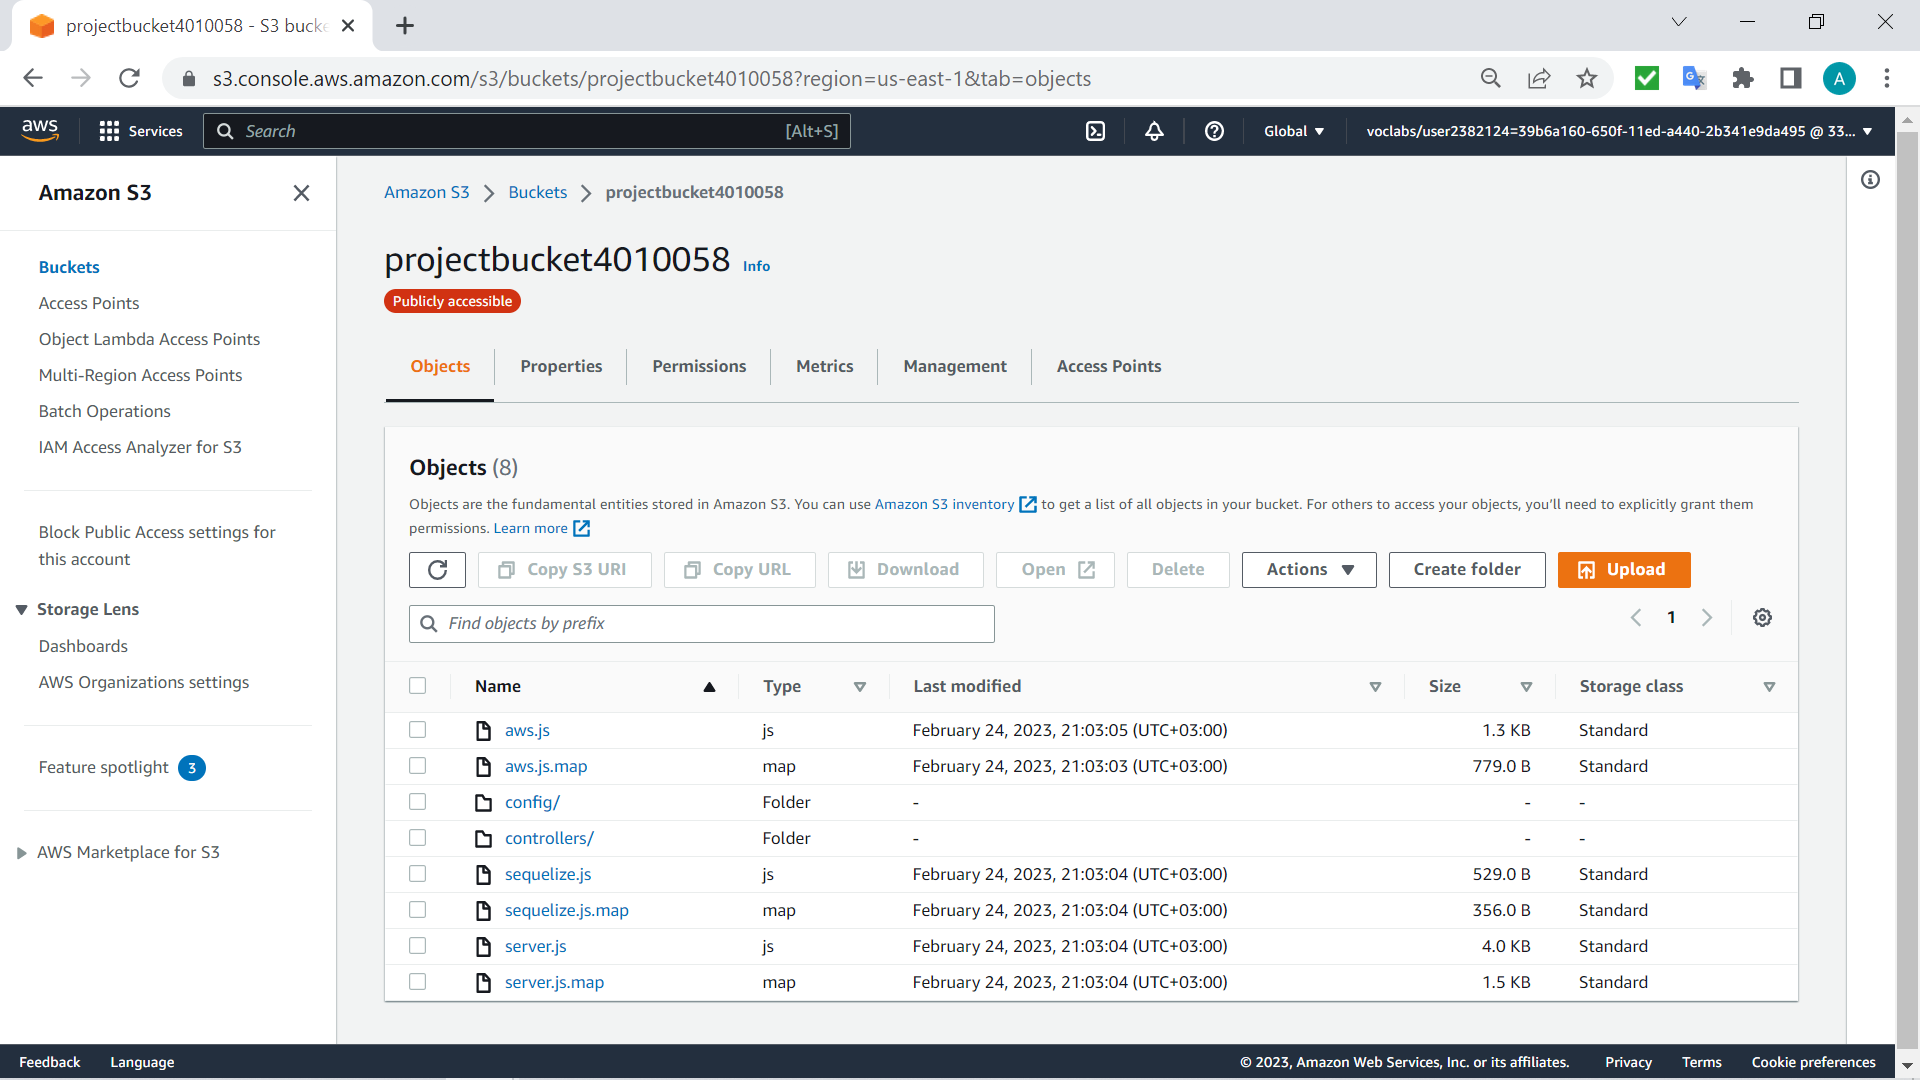 projectbucket4010058 - S3 bucke
s3.console.aws.amazon.com/s3/buckets/projectbucket4010058?region=us-east-1&tab=objects
A
aws
Services
Search
[Alt+S]
Global
voclabs/user2382124=39b6a160-650f-11ed-a440-2b341e9da495 @ 33...
Amazon S3
Buckets
Access Points
Object Lambda Access Points
Multi-Region Access Points
Batch Operations
IAM Access Analyzer for S3
Block Public Access settings for
this account
Storage Lens
Dashboards
AWS Organizations settings
Feature spotlight 3
AWS Marketplace for S3
Amazon S3 Buckets projectbucket4010058
projectbucket4010058 Info
Publicly accessible
Objects Properties Permissions Metrics Management Access Points
Objects (8)
Objects are the fundamental entities stored in Amazon S3. You can use Amazon S3 inventory to get a list of all objects in your bucket. For others to access your objects, you'll need to explicitly grant them
permissions. Learn more
Copy S3 URI Copy URL Download Open Delete Actions Create folder Upload
Find objects by prefix
1
Name Type Last modified Size Storage class
aws.js js February 24, 2023, 21:03:05 (UTC+03:00) 1.3 KB Standard
aws.js.map map February 24, 2023, 21:03:03 (UTC+03:00) 779.0 B Standard
config/ Folder - - -
controllers/ Folder - - -
sequelize.js js February 24, 2023, 21:03:04 (UTC+03:00) 529.0 B Standard
sequelize.js.map map February 24, 2023, 21:03:04 (UTC+03:00) 356.0 B Standard
server.js js February 24, 2023, 21:03:04 (UTC+03:00) 4.0 KB Standard
server.js.map map February 24, 2023, 21:03:04 (UTC+03:00) 1.5 KB Standard
Feedback Language © 2023, Amazon Web Services, Inc. or its affiliates. Privacy Terms Cookie preferences